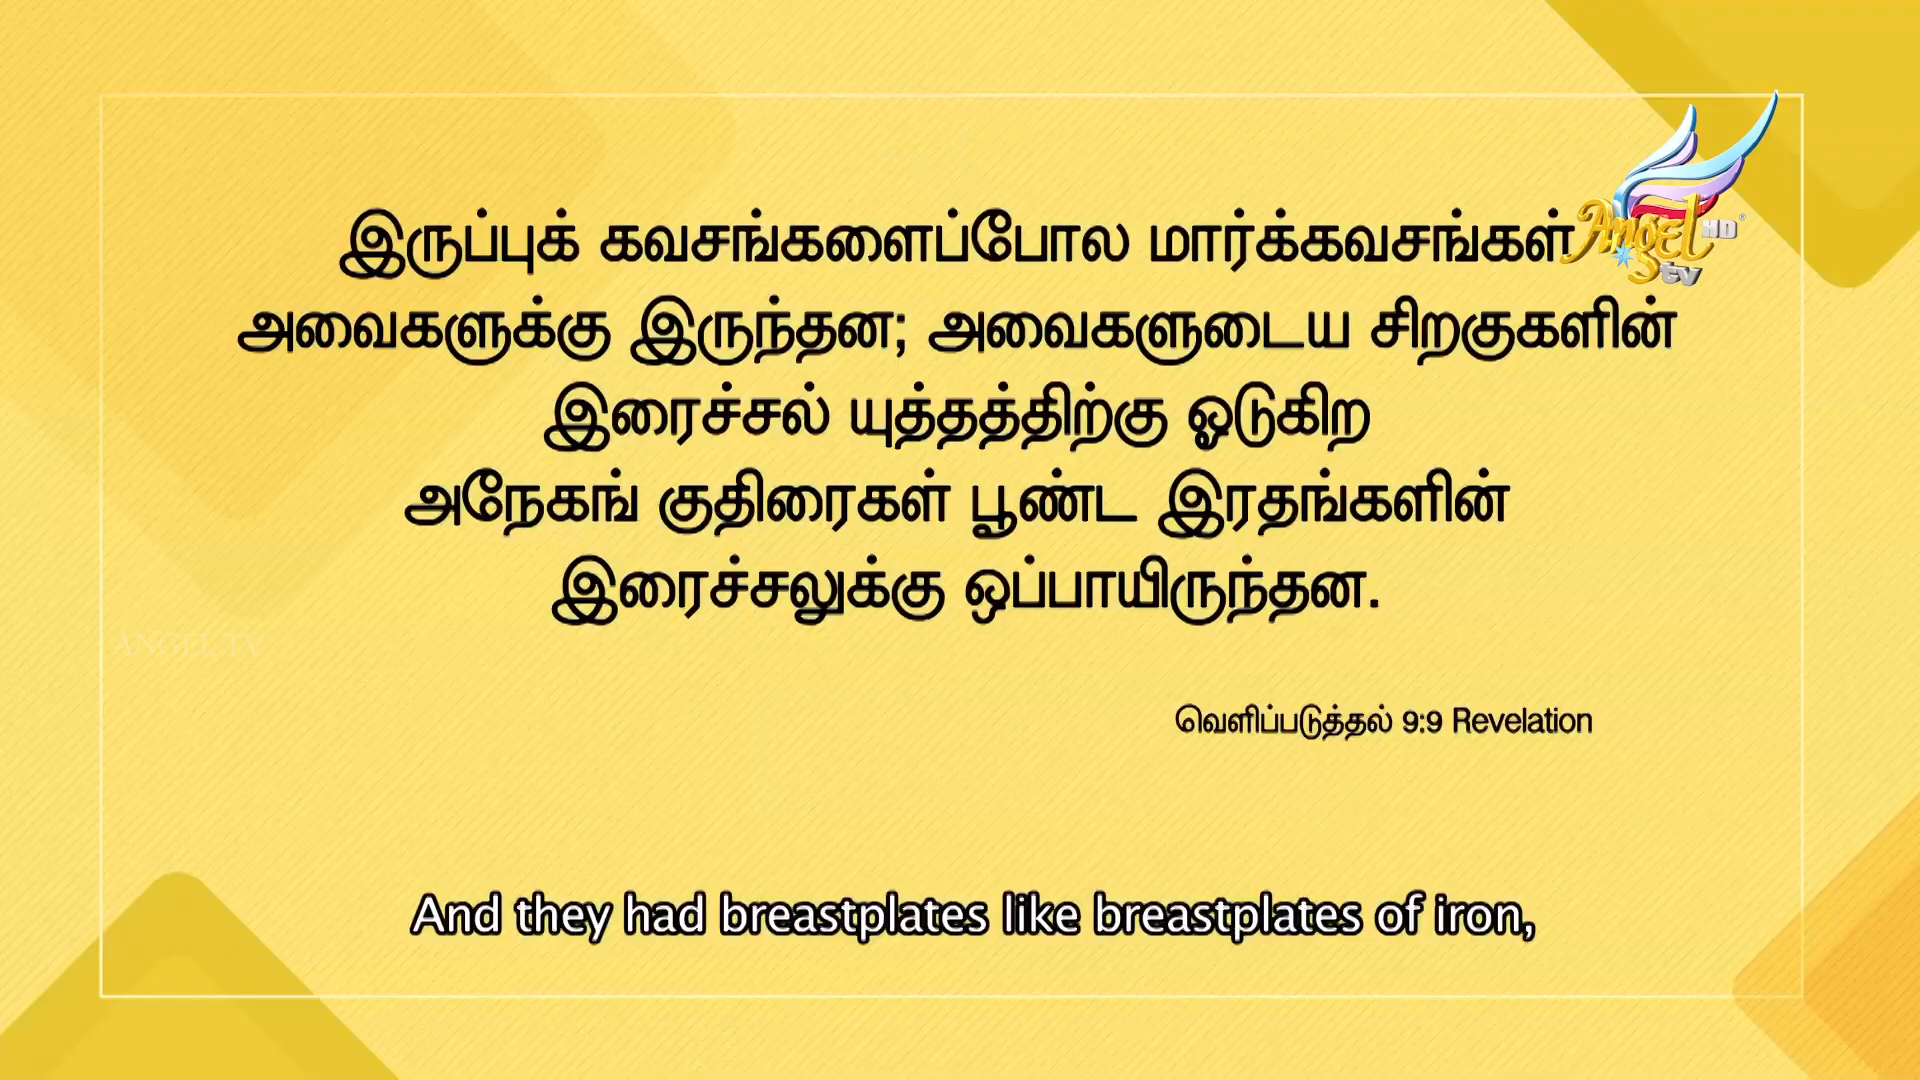 இருப்புக் கவசங்களைப்போல மார்க்கவசங்கள்
அவைகளுக்கு இருந்தன; அவைகளுடைய சிறகுகளின்
இரைச்சல் யுத்தத்திற்கு ஓடுகிற
அநேகங் குதிரைகள் பூண்ட இரதங்களின்
இரைச்சலுக்கு ஒப்பாயிருந்தன.
வெளிப்படுத்தல் 9:9 Revelation
And they had breastplates like breastplates of iron,
Angel HD
tv
ANGEL TV